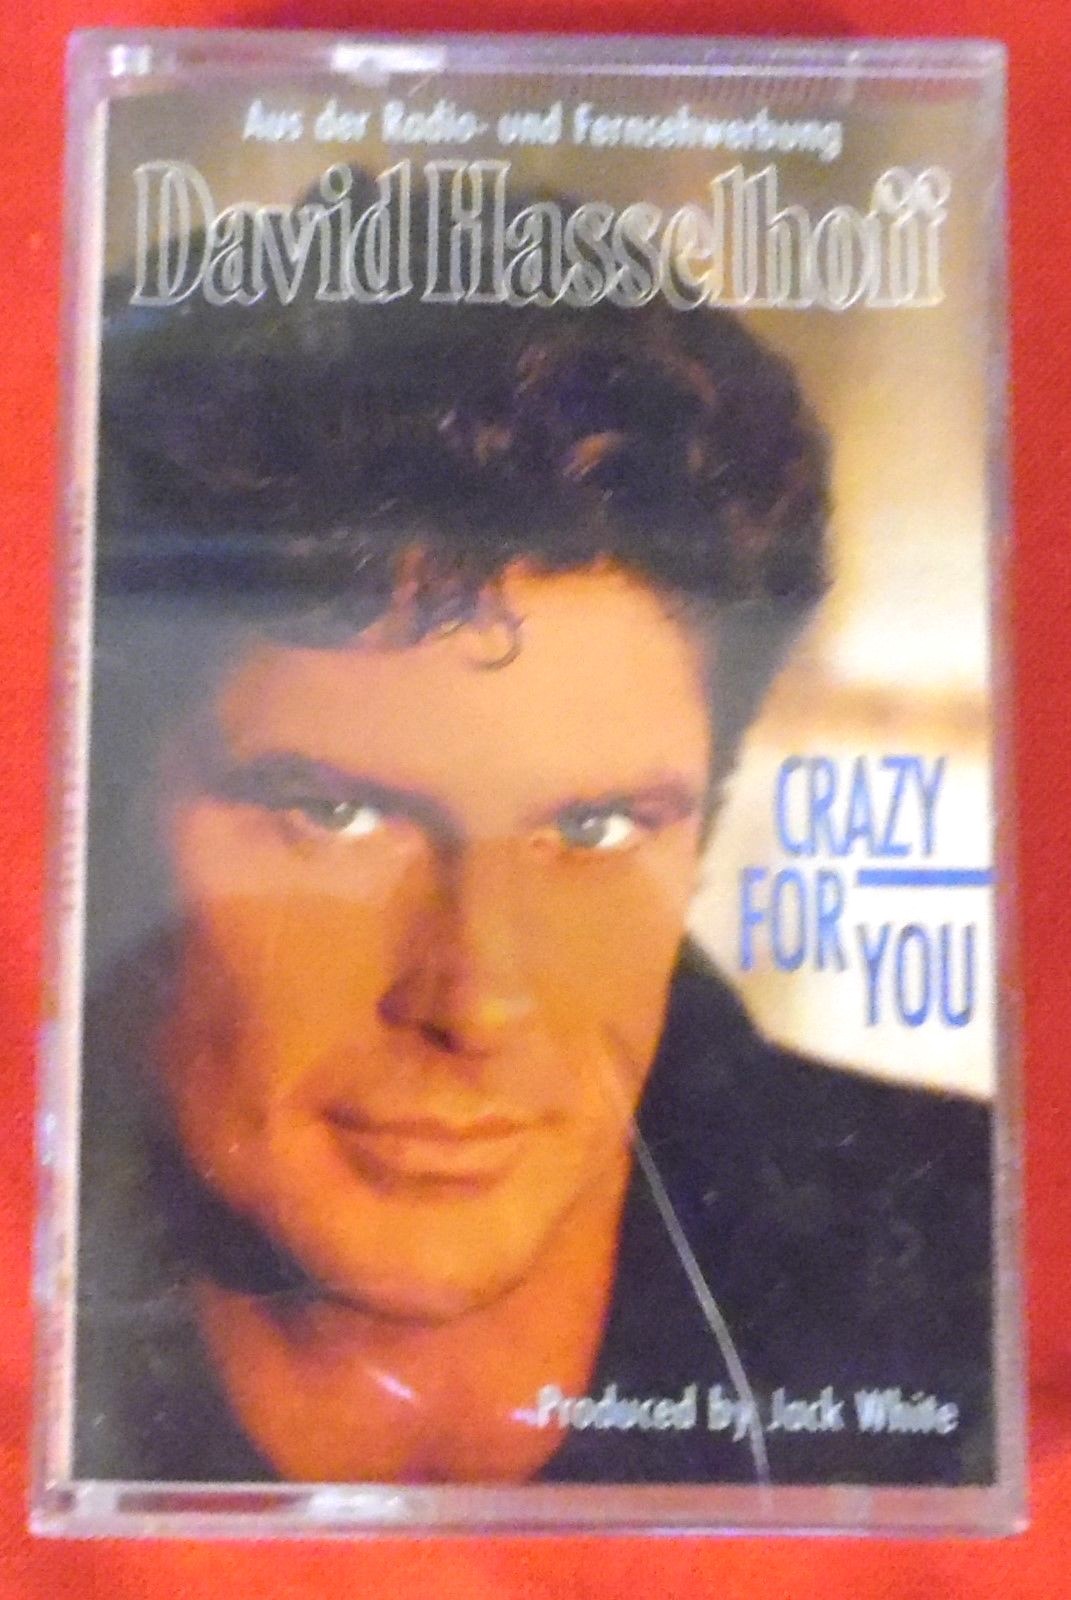 Aus der Radio- und Fernsehwerbung
David Hasselhoff
CRAZY
FOR
YOU
Produced by Jack White